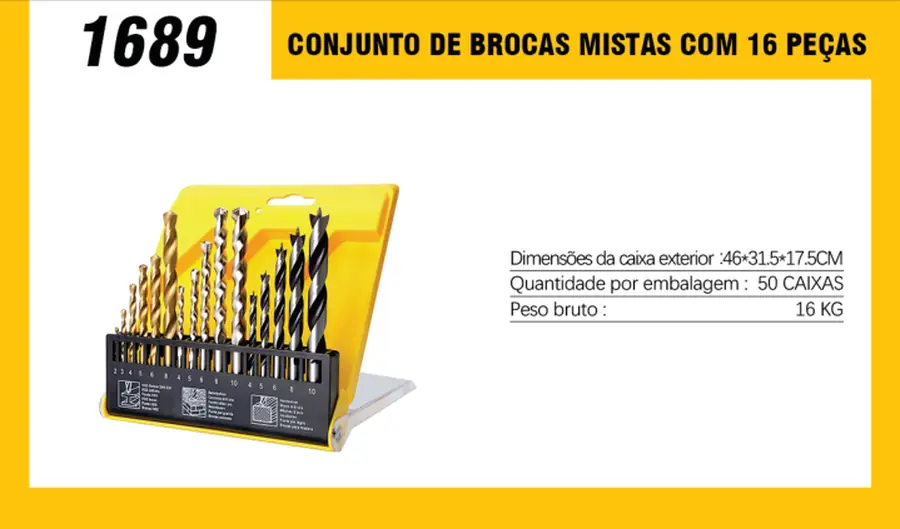 1689
CONJUNTO DE BROCAS MISTAS COM 16 PEÇAS
Dimensões da caixa exterior :46*31.5*17.5CM
Quantidade por embalagem : 50 CAIXAS
Peso bruto : 16 KG
2 3 4 5 6 8 4 5 6 8 10 4 5 6 8 10